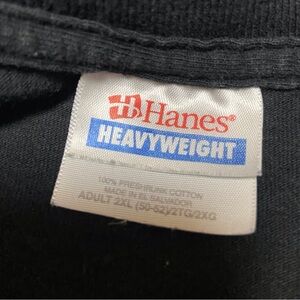 Hanes®
HEAVYWEIGHT
100% PRESHRUNK COTTON
MADE IN EL SALVADOR
ADULT 2XL (50-52)/2TG/2XG